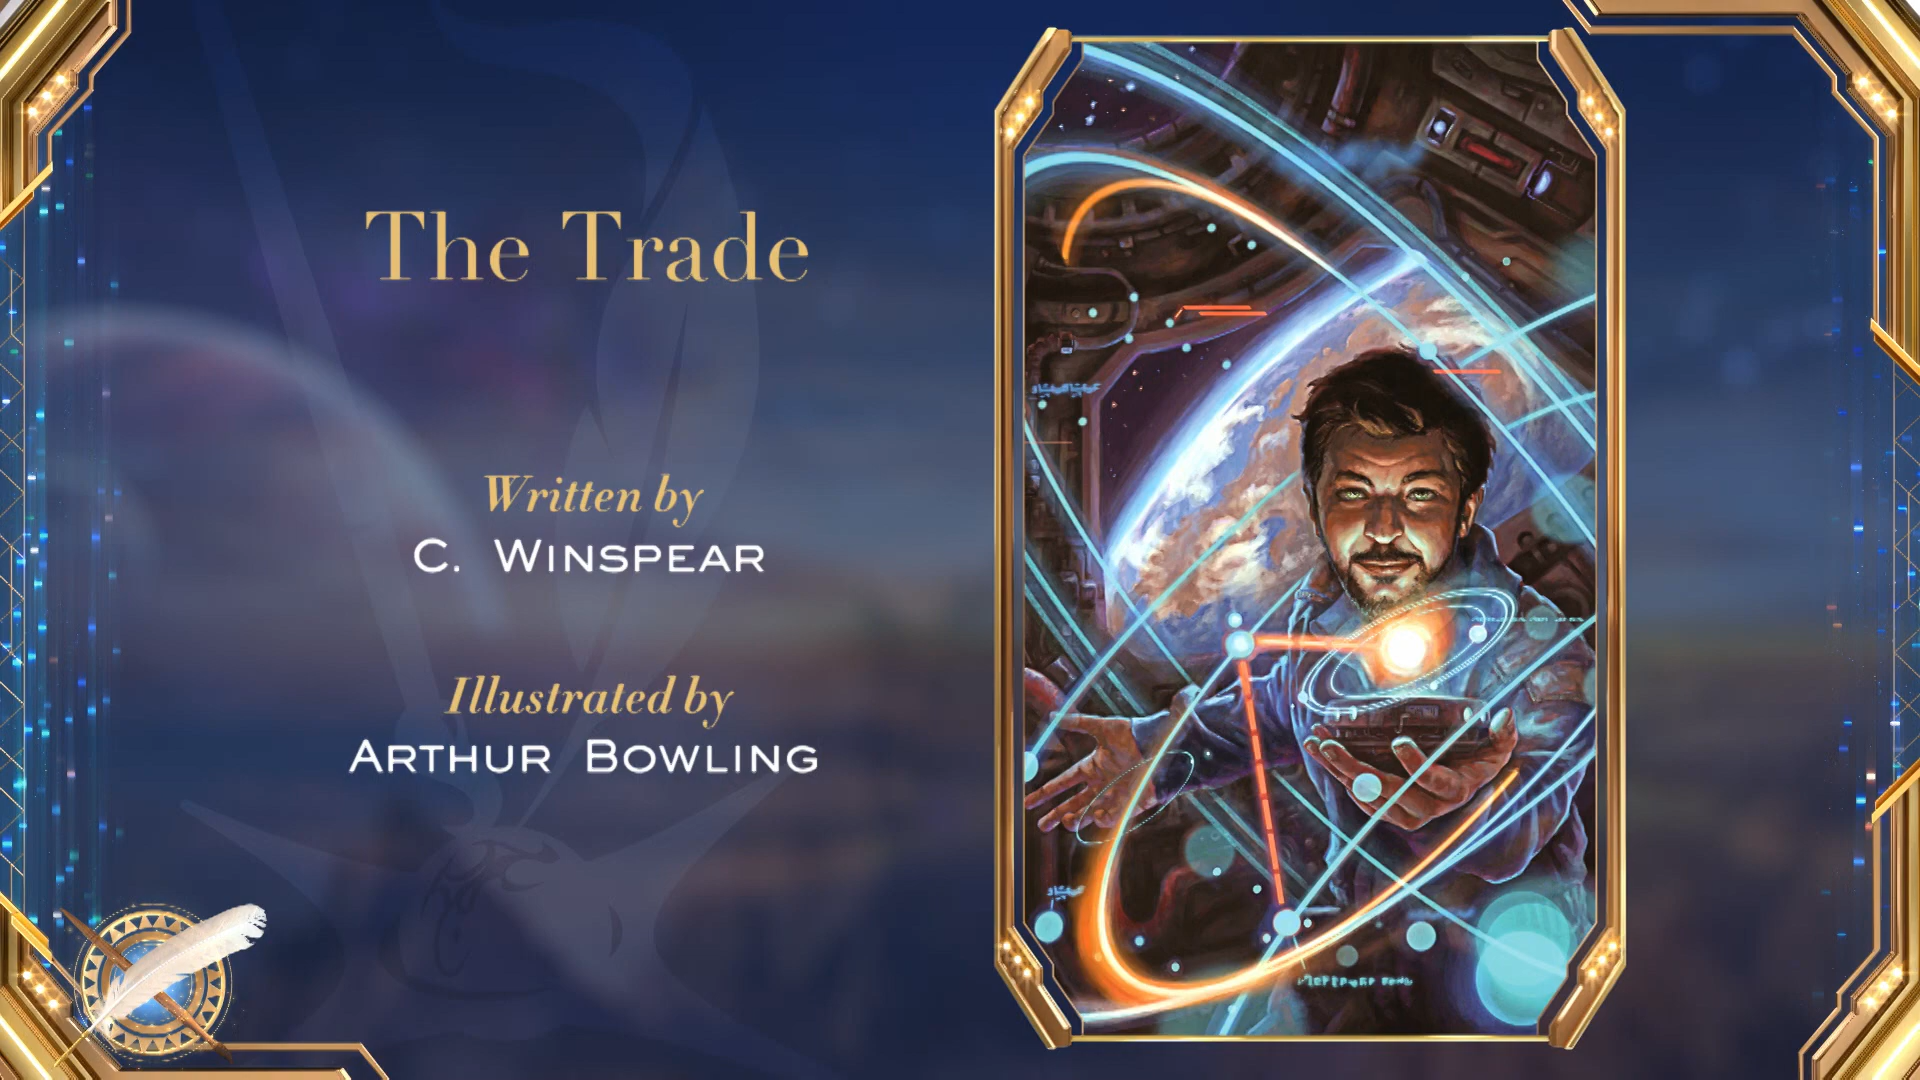 The Trade
Written by
C. WINSPEAR
Illustrated by
ARTHUR BOWLING